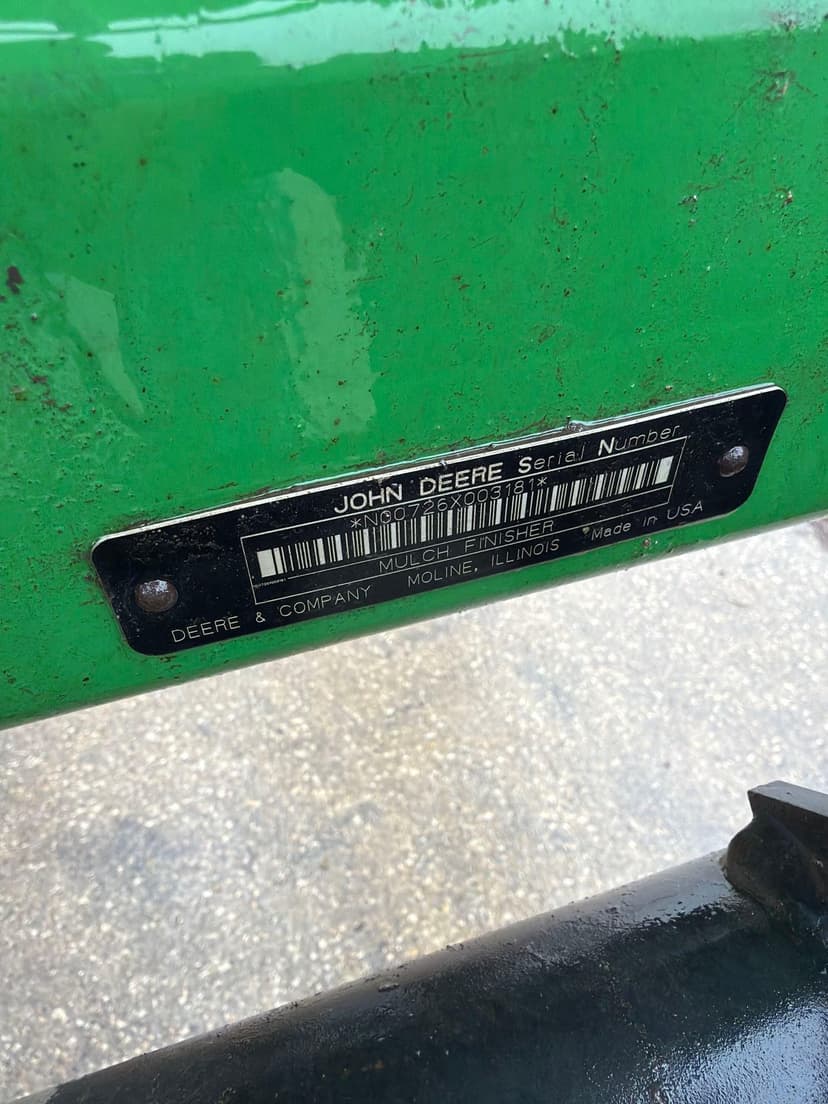 JOHN DEERE Serial Number
*N00726X003181*
MULCH FINISHER
DEERE & COMPANY MOLINE, ILLINOIS Made in USA